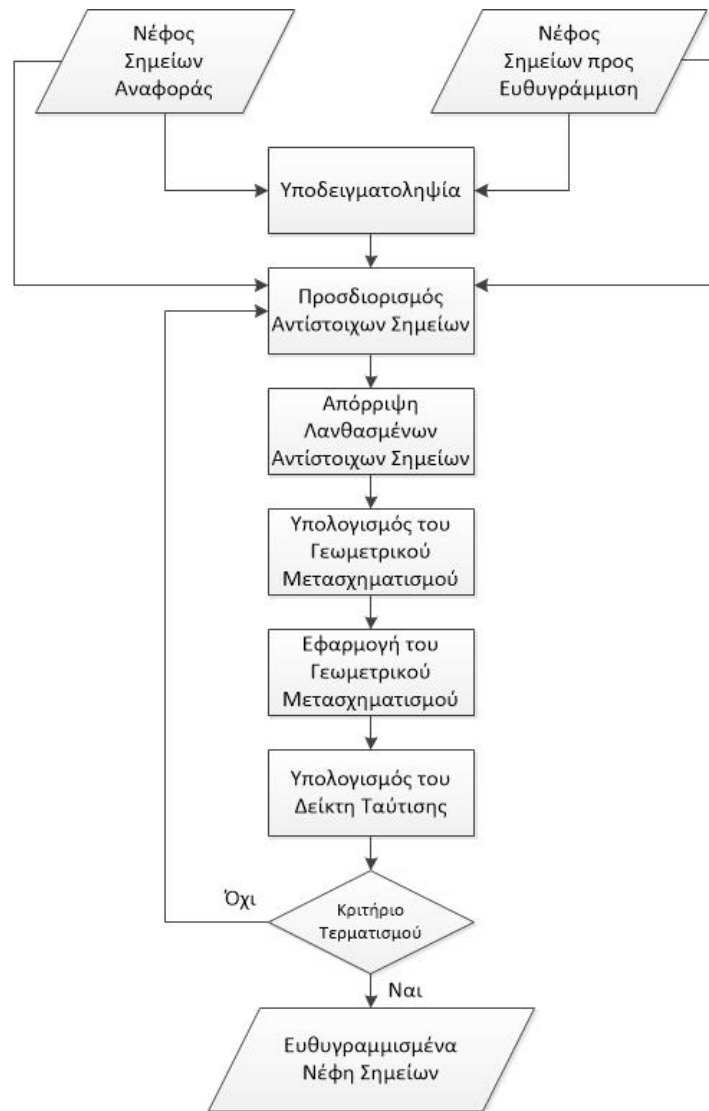 Νέφος
Σημείων
Αναφοράς
Νέφος
Σημείων προς
Ευθυγράμμιση
Υποδειγματοληψία
Προσδιορισμός
Αντίστοιχων Σημείων
Απόρριψη
Λανθασμένων
Αντίστοιχων Σημείων
Υπολογισμός του
Γεωμετρικού
Μετασχηματισμού
Εφαρμογή του
Γεωμετρικού
Μετασχηματισμού
Υπολογισμός του
Δείκτη Ταύτισης
Όχι
Κριτήριο
Τερματισμού
Ναι
Ευθυγραμμισμένα
Νέφη Σημείων